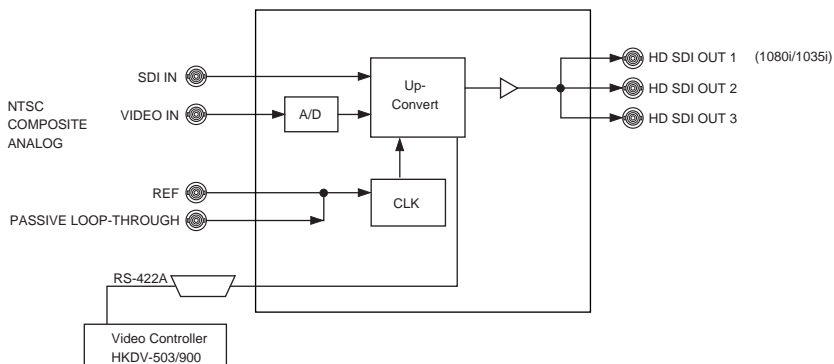 SDI IN
NTSC
COMPOSITE
ANALOG
VIDEO IN
A/D
Up-
Convert
HD SDI OUT 1 (1080i/1035i)
HD SDI OUT 2
HD SDI OUT 3
REF
PASSIVE LOOP-THROUGH
CLK
RS-422A
Video Controller
HKDV-503/900